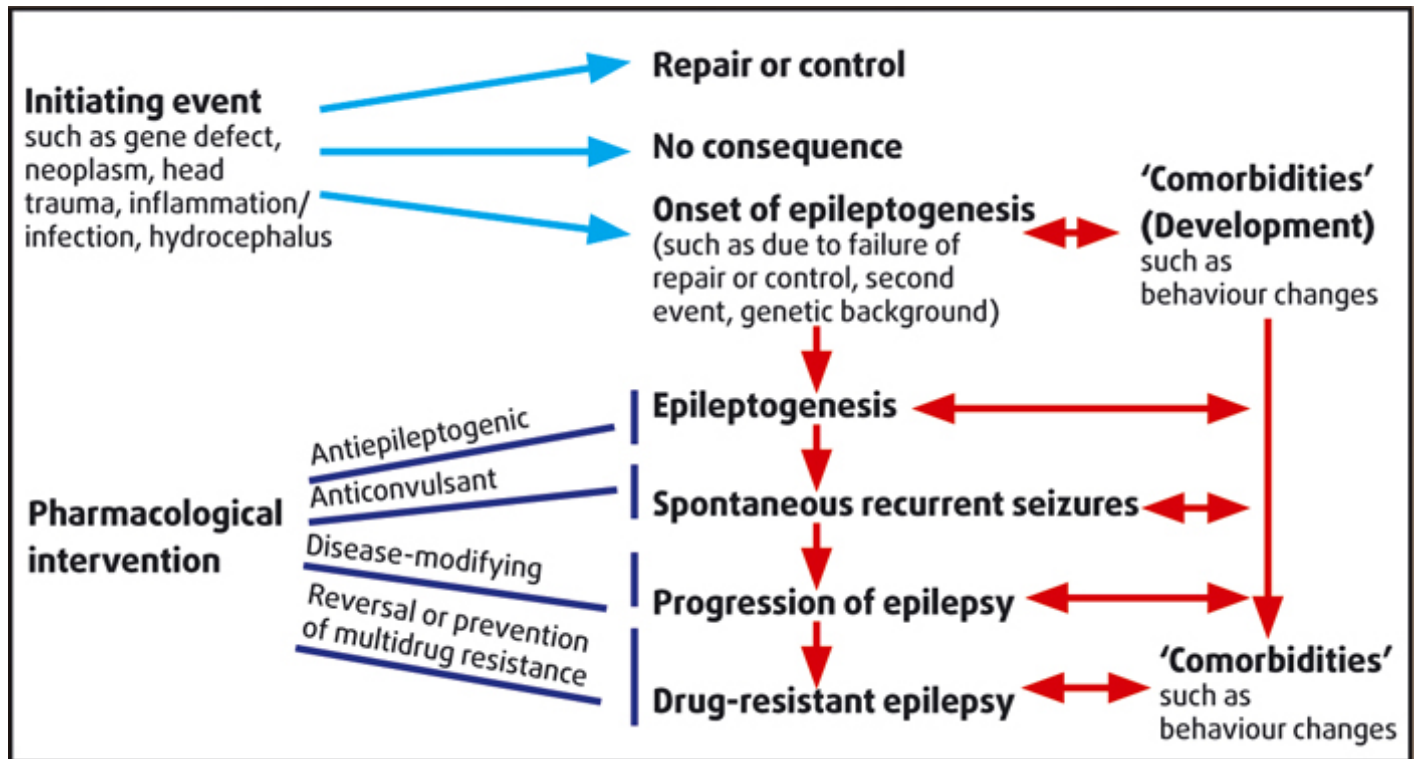 Initiating event
such as gene defect,
neoplasm, head
trauma, inflammation/
infection, hydrocephalus
Repair or control
No consequence
Onset of epileptogenesis
(such as due to failure of
repair or control, second
event, genetic background)
‘Comorbidities’
(Development)
such as
behaviour changes
Epileptogenesis
Spontaneous recurrent seizures
Progression of epilepsy
Drug-resistant epilepsy
Pharmacological
intervention
Antiepileptogenic
Anticonvulsant
Disease-modifying
Reversal or prevention
of multidrug resistance
‘Comorbidities’
such as
behaviour changes